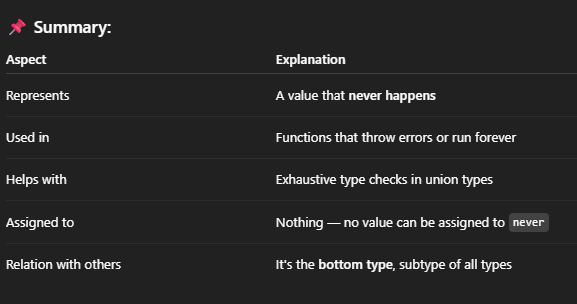 📌 Summary:
Aspect Explanation
Represents A value that never happens
Used in Functions that throw errors or run forever
Helps with Exhaustive type checks in union types
Assigned to Nothing — no value can be assigned to never
Relation with others It's the bottom type, subtype of all types